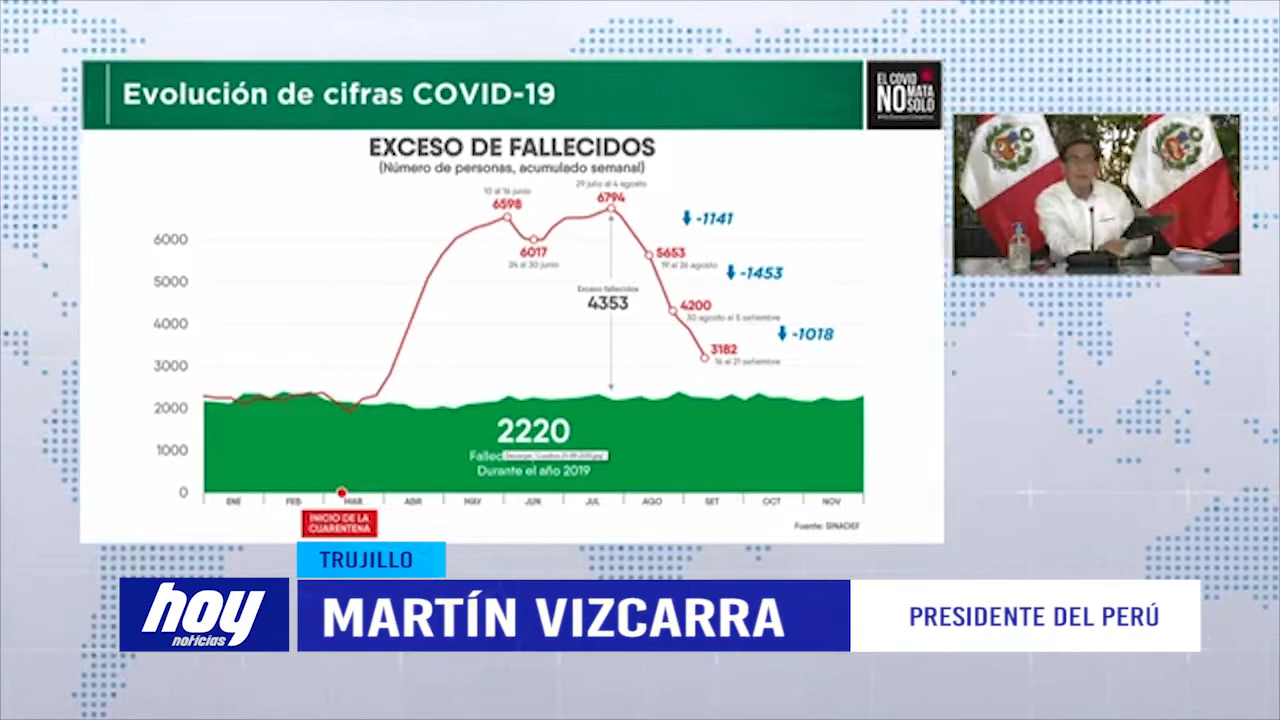 Evolución de cifras COVID-19
EL COVID
NO MATA
SOLO
EXCESO DE FALLECIDOS
(Número de personas, acumulado semanal)
10 al 16 junio
6598
29 julio al 4 agosto
6794
-1141
6000
6017
24 al 30 junio
5653
19 al 26 agosto
-1453
5000
Exceso fallecidos
4353
4200
30 agosto al 5 setiembre
4000
-1018
3182
16 al 21 setiembre
3000
2000
2220
1000
Durante el año 2019
0
ENE FEB MAR ABR MAY JUN JUL AGO SET OCT NOV
INICIO DE LA
CUARENTENA
Fuente: SINADEF
TRUJILLO
hoy
noticias
MARTÍN VIZCARRA
PRESIDENTE DEL PERÚ